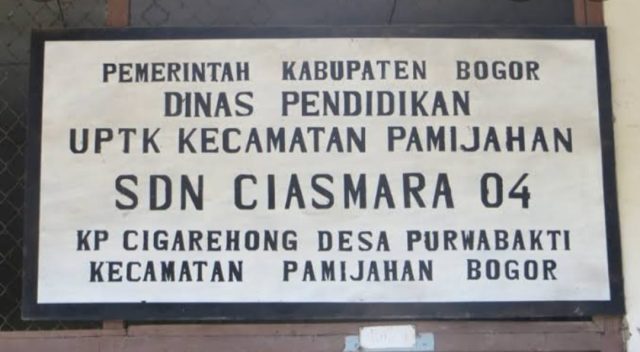 PEMERINTAH KABUPATEN BOGOR
DINAS PENDIDIKAN
UPTK KECAMATAN PAMIJAHAN
SDN CIASMARA 04
KP CIGAREHONG DESA PURWABAKTI
KECAMATAN PAMIJAHAN BOGOR